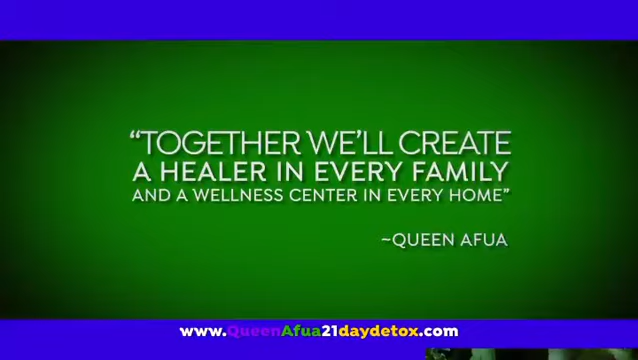 “TOGETHER WE’LL CREATE
A HEALER IN EVERY FAMILY
AND A WELLNESS CENTER IN EVERY HOME”
~QUEEN AFUA
www.QueenAfua21daydetox.com